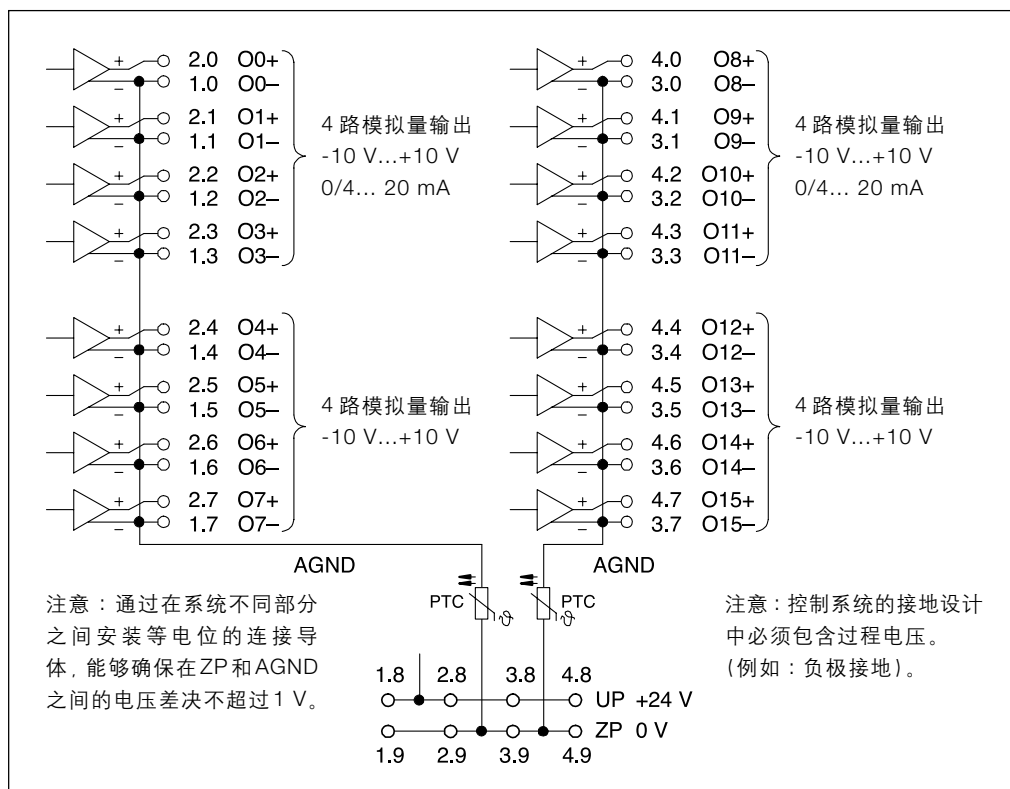 + 2.0 O0+
− 1.0 O0–
+ 2.1 O1+
− 1.1 O1–
+ 2.2 O2+
− 1.2 O2–
+ 2.3 O3+
− 1.3 O3–
4 路模拟量输出
-10 V...+10 V
0/4... 20 mA
+ 2.4 O4+
− 1.4 O4–
+ 2.5 O5+
− 1.5 O5–
+ 2.6 O6+
− 1.6 O6–
+ 2.7 O7+
− 1.7 O7–
4 路模拟量输出
-10 V...+10 V
+ 4.0 O8+
− 3.0 O8–
+ 4.1 O9+
− 3.1 O9–
+ 4.2 O10+
− 3.2 O10–
+ 4.3 O11+
− 3.3 O11–
4 路模拟量输出
-10 V...+10 V
0/4... 20 mA
+ 4.4 O12+
− 3.4 O12–
+ 4.5 O13+
− 3.5 O13–
+ 4.6 O14+
− 3.6 O14–
+ 4.7 O15+
− 3.7 O15–
4 路模拟量输出
-10 V...+10 V
AGND
AGND
PTC ϑ
PTC ϑ
注意：通过在系统不同部分
之间安装等电位的连接导
体, 能够确保在ZP和AGND
之间的电压差决不超过1 V。
注意：控制系统的接地设计
中必须包含过程电压。
(例如：负极接地)。
1.8 2.8 3.8 4.8
UP +24 V
ZP 0 V
1.9 2.9 3.9 4.9